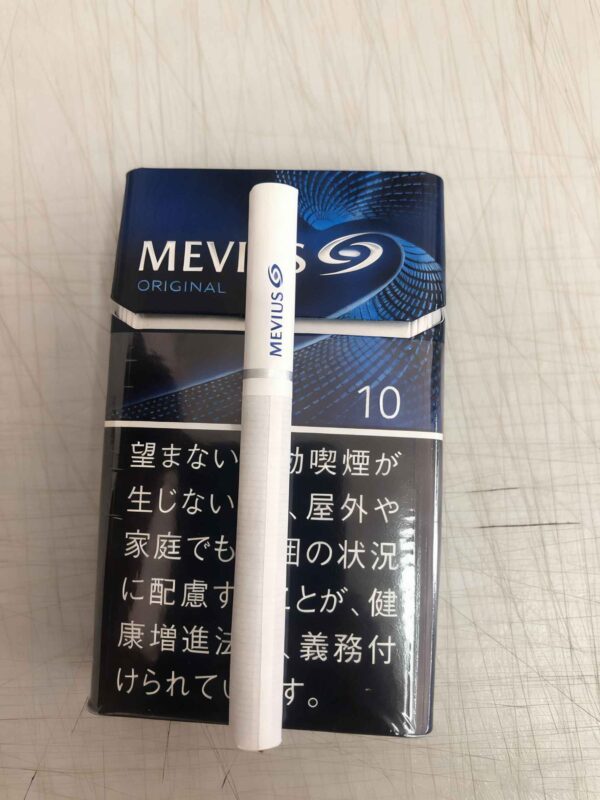 MEVI S
ORIGINAL
MEVIUS
10
望まない 動喫煙が
生じない 、屋外や
家庭でも 囲の状況
に配慮す ことが、健
康増進法 、義務付
けられてい す。